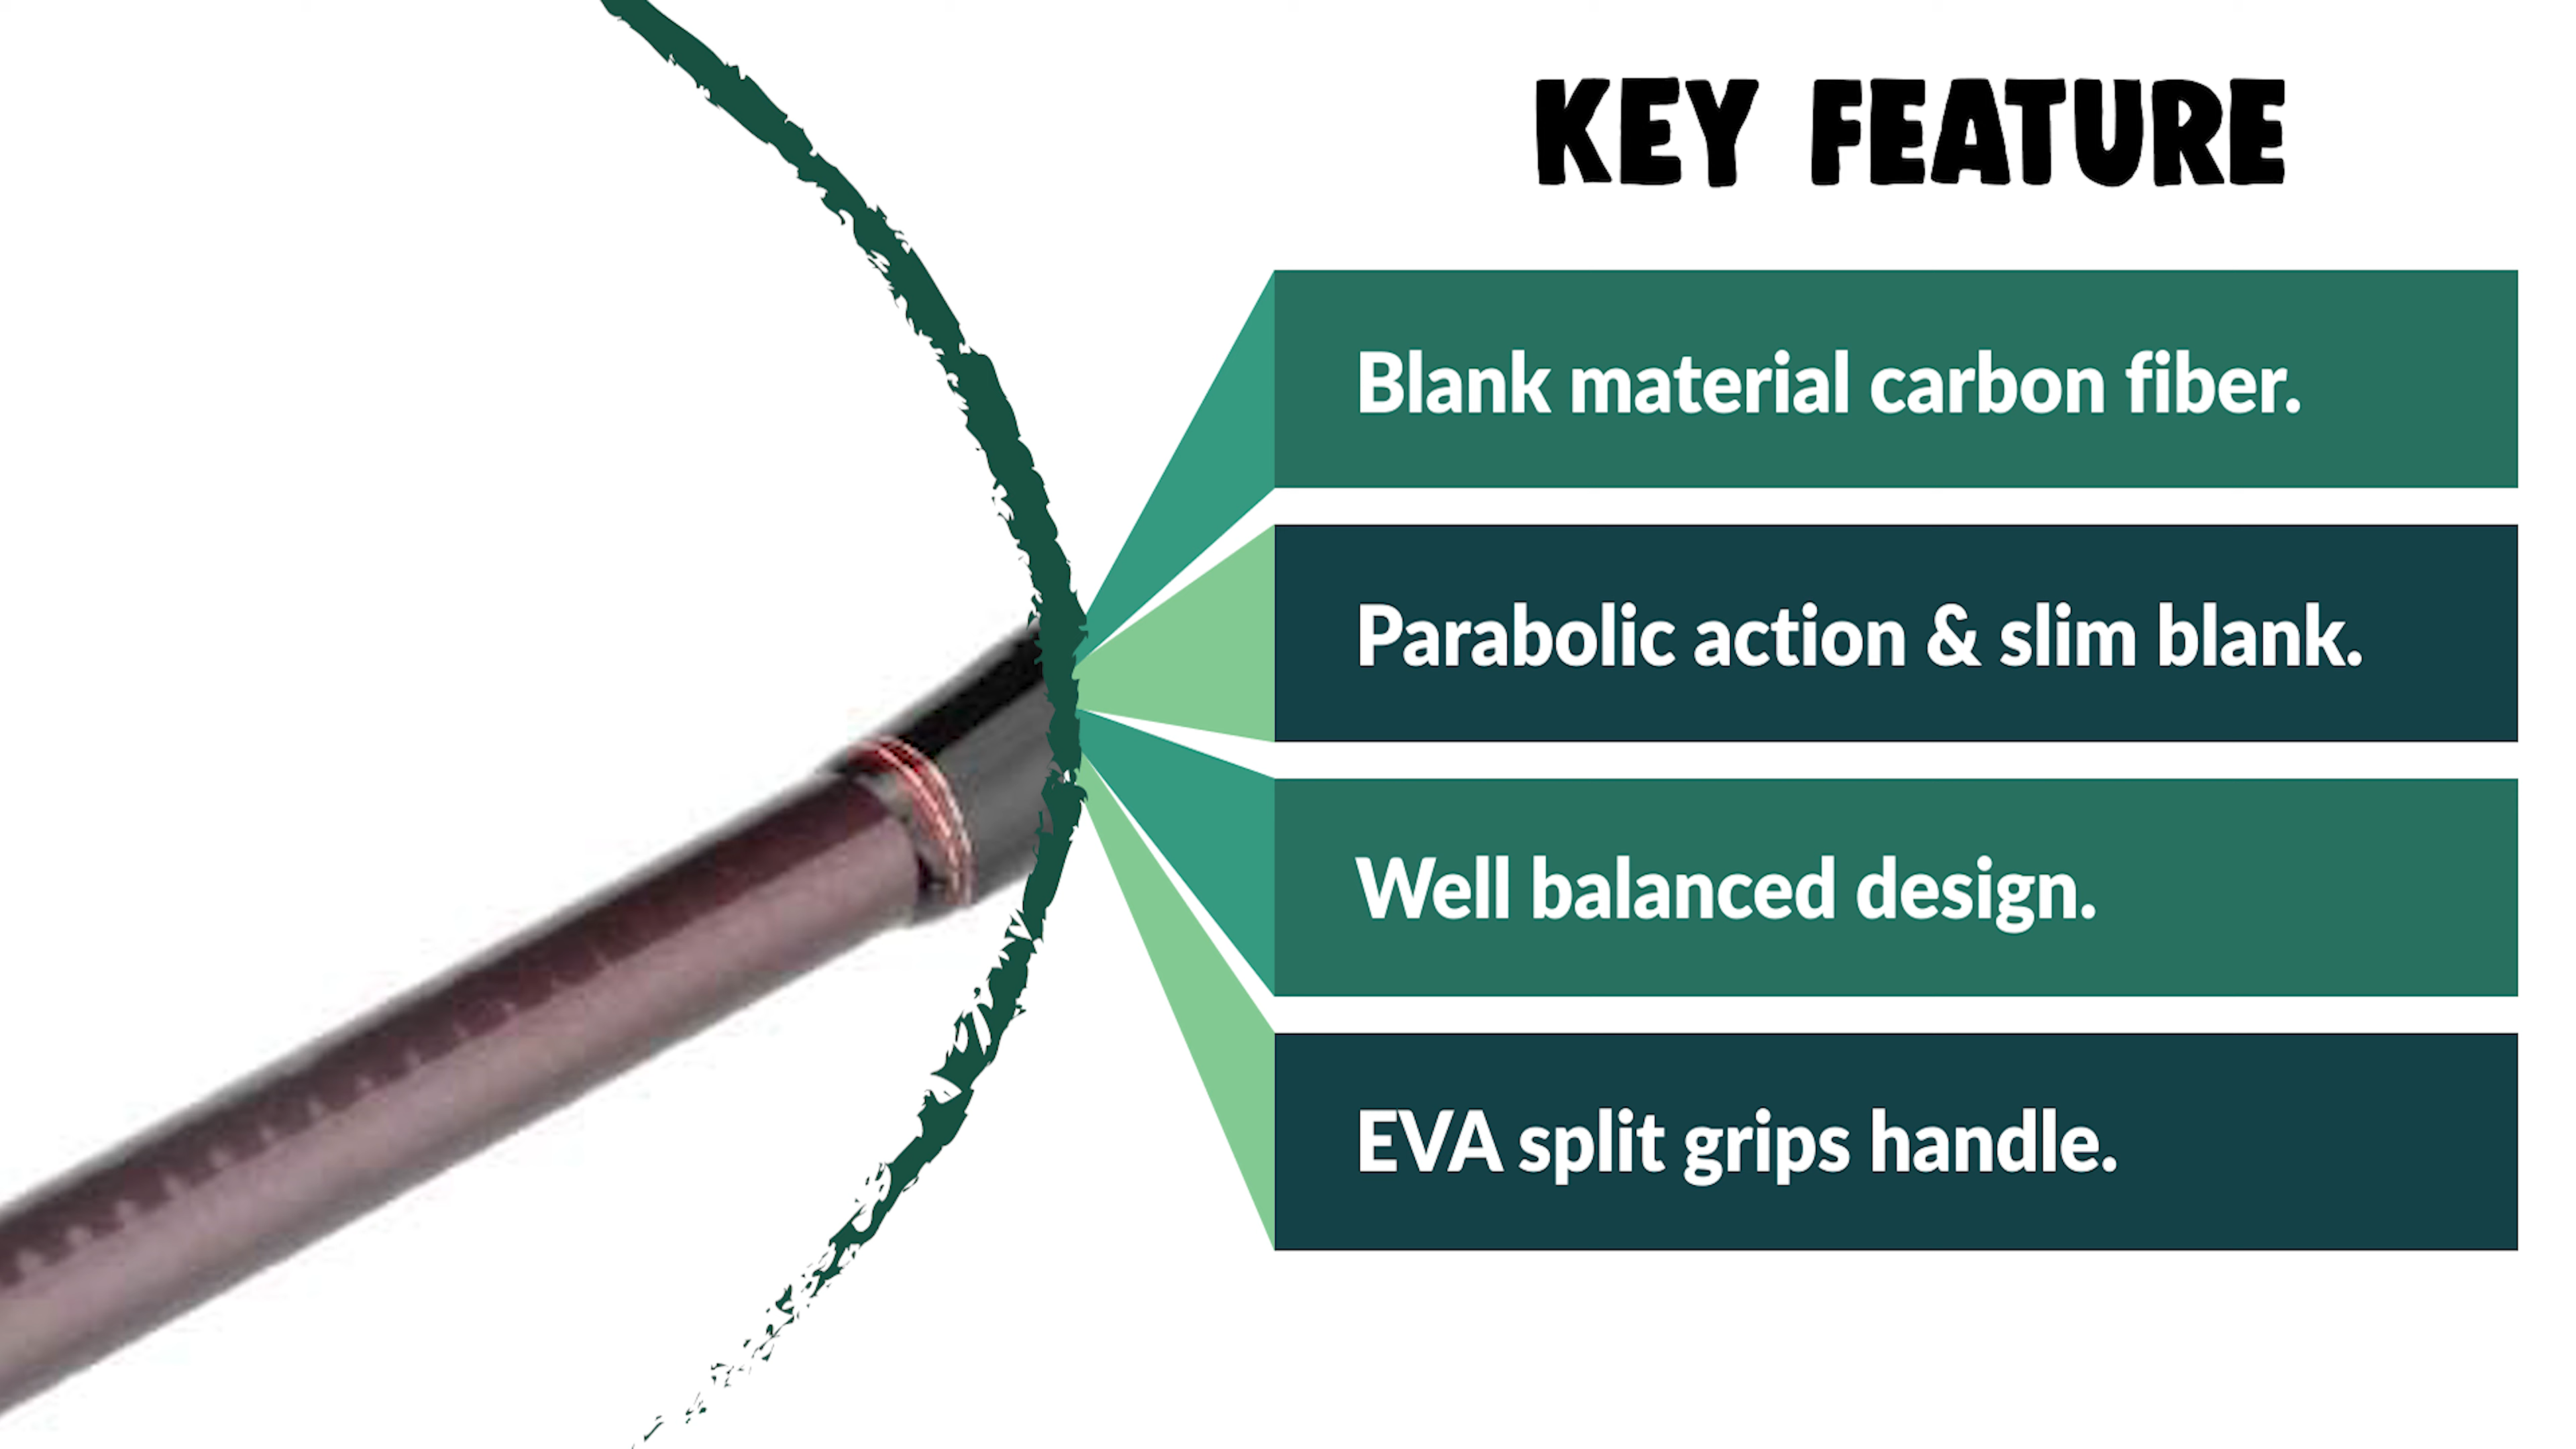 KEY FEATURE
Blank material carbon fiber.
Parabolic action & slim blank.
Well balanced design.
EVA split grips handle.